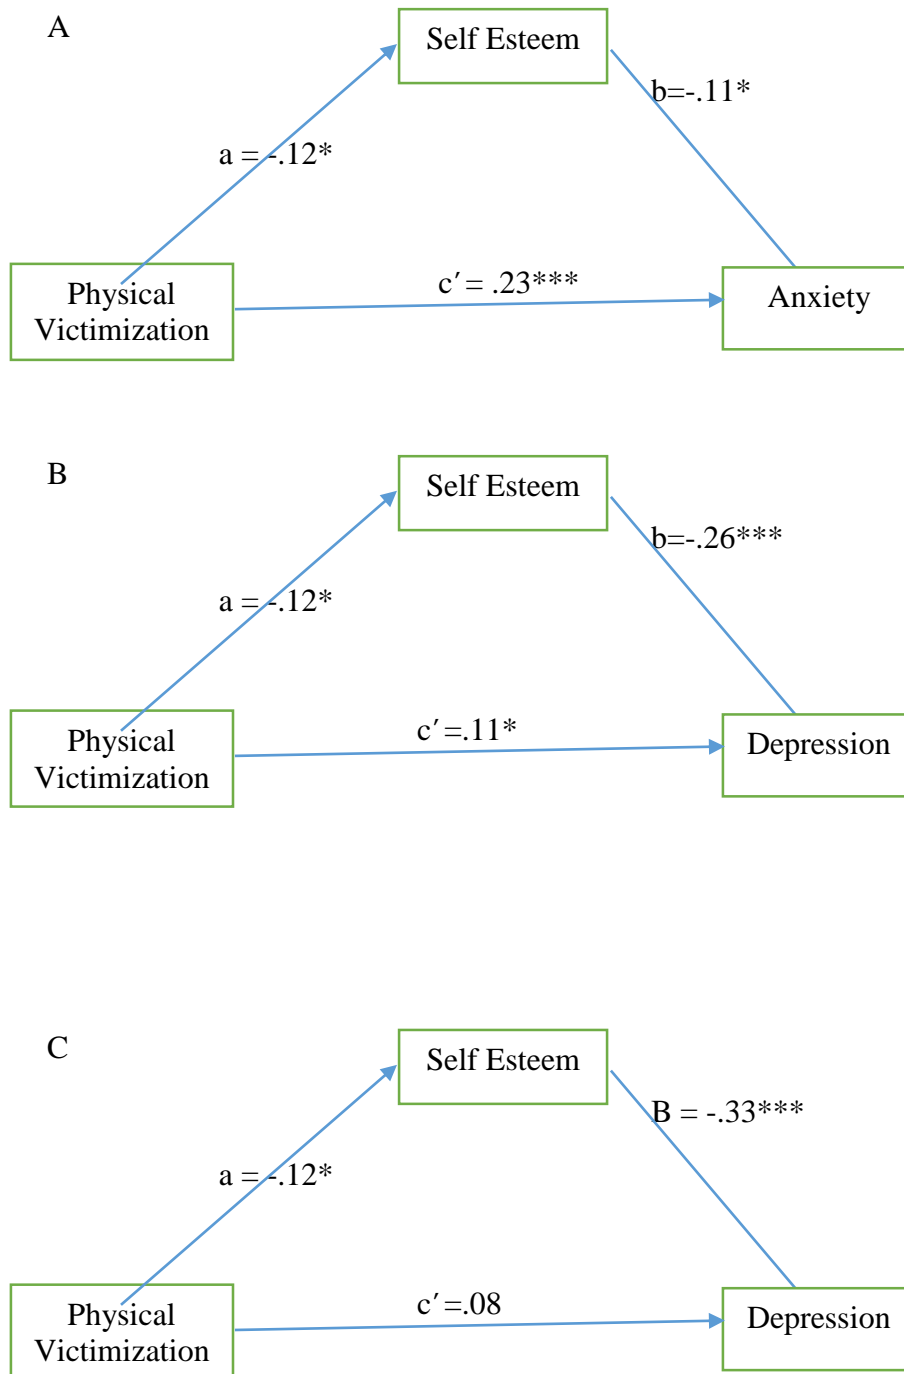 A
Self Esteem
b=-.11*
a = -.12*
c′ = .23***
Physical
Victimization
Anxiety
B
Self Esteem
b=-.26***
a = -.12*
c′ =.11*
Physical
Victimization
Depression
C
Self Esteem
B = -.33***
a = -.12*
c′ =.08
Physical
Victimization
Depression